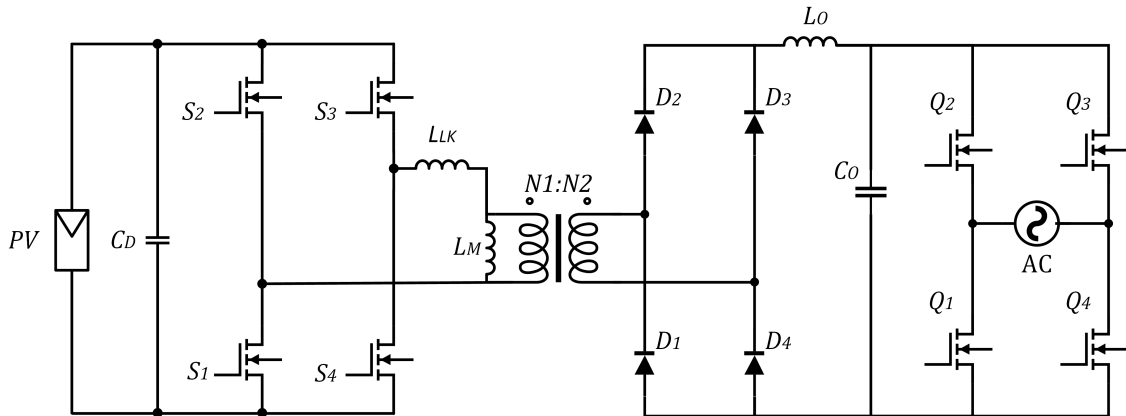 LO
S2
S3
D2
D3
Q2
Q3
LLK
N1:N2
CO
PV
CD
LM
AC
S1
S4
D1
D4
Q1
Q4